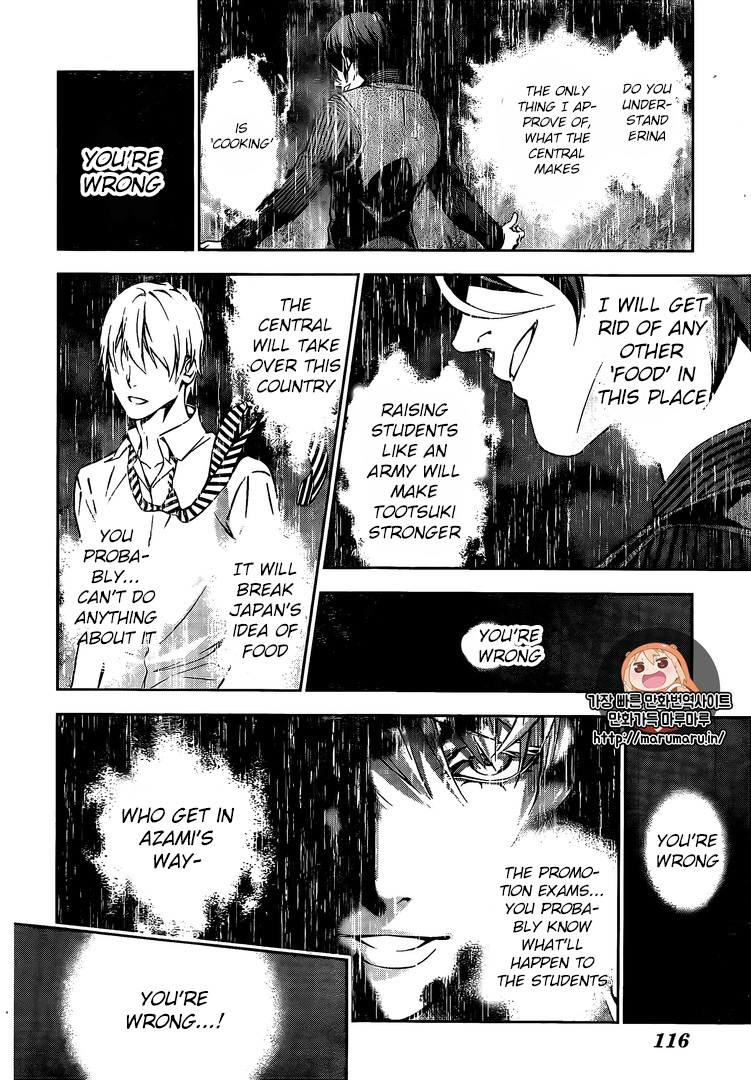 DO YOU
UNDER-
STAND
ERINA
THE ONLY
THING I AP-
PROVE OF,
WHAT THE
CENTRAL
MAKES
IS
'COOKING'
YOU'RE
WRONG
I WILL GET
RID OF ANY
OTHER
'FOOD' IN
THIS PLACE
RAISING
STUDENTS
LIKE AN
ARMY WILL
MAKE
TOOTSUKI
STRONGER
THE
CENTRAL
WILL TAKE
OVER THIS
COUNTRY
IT WILL
BREAK
JAPAN'S
IDEA OF
FOOD
YOU
PROBA-
BLY...
CAN'T DO
ANYTHING
ABOUT IT
YOU'RE
WRONG
가장 빠른 만화번역사이트
만화가득 마루마루
http://marumaru.in/
YOU'RE
WRONG
THE PROMO-
TION EXAMS...
YOU PROBA-
BLY KNOW
WHAT'LL
HAPPEN TO
THE STUDENTS
WHO GET IN
AZAMI'S
WAY-
YOU'RE
WRONG...!
116